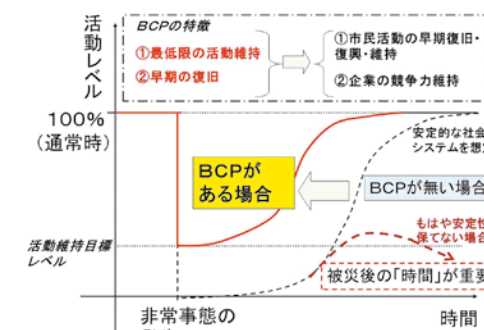 活動レベル
BCPの特徴
①最低限の活動維持
②早期の復旧
①市民活動の早期復旧・
復興・維持
②企業の競争力維持
100%
(通常時)
安定的な社会
システムを想定
BCPが
ある場合
BCPが無い場合
もはや安定性
保てない場合
活動維持目標
レベル
被災後の「時間」が重要
非常事態の
時間